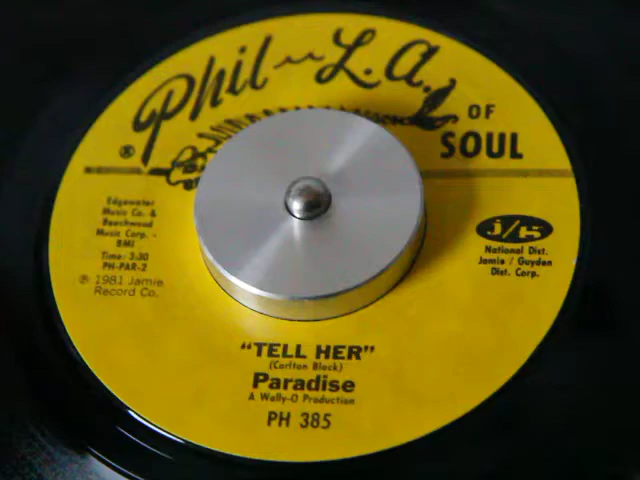 Phil-L.A.
OF
SOUL
®
Edgewater
Music Co. &
Beechwood
Music Corp. -
BMI
Time: 3:30
PH-PAR-2
℗ 1981 Jamie
Record Co.
j/g
National Dist.
Jamie / Guyden
Dist. Corp.
"TELL HER"
(Carlton Black)
Paradise
A Wally-O Production
PH 385